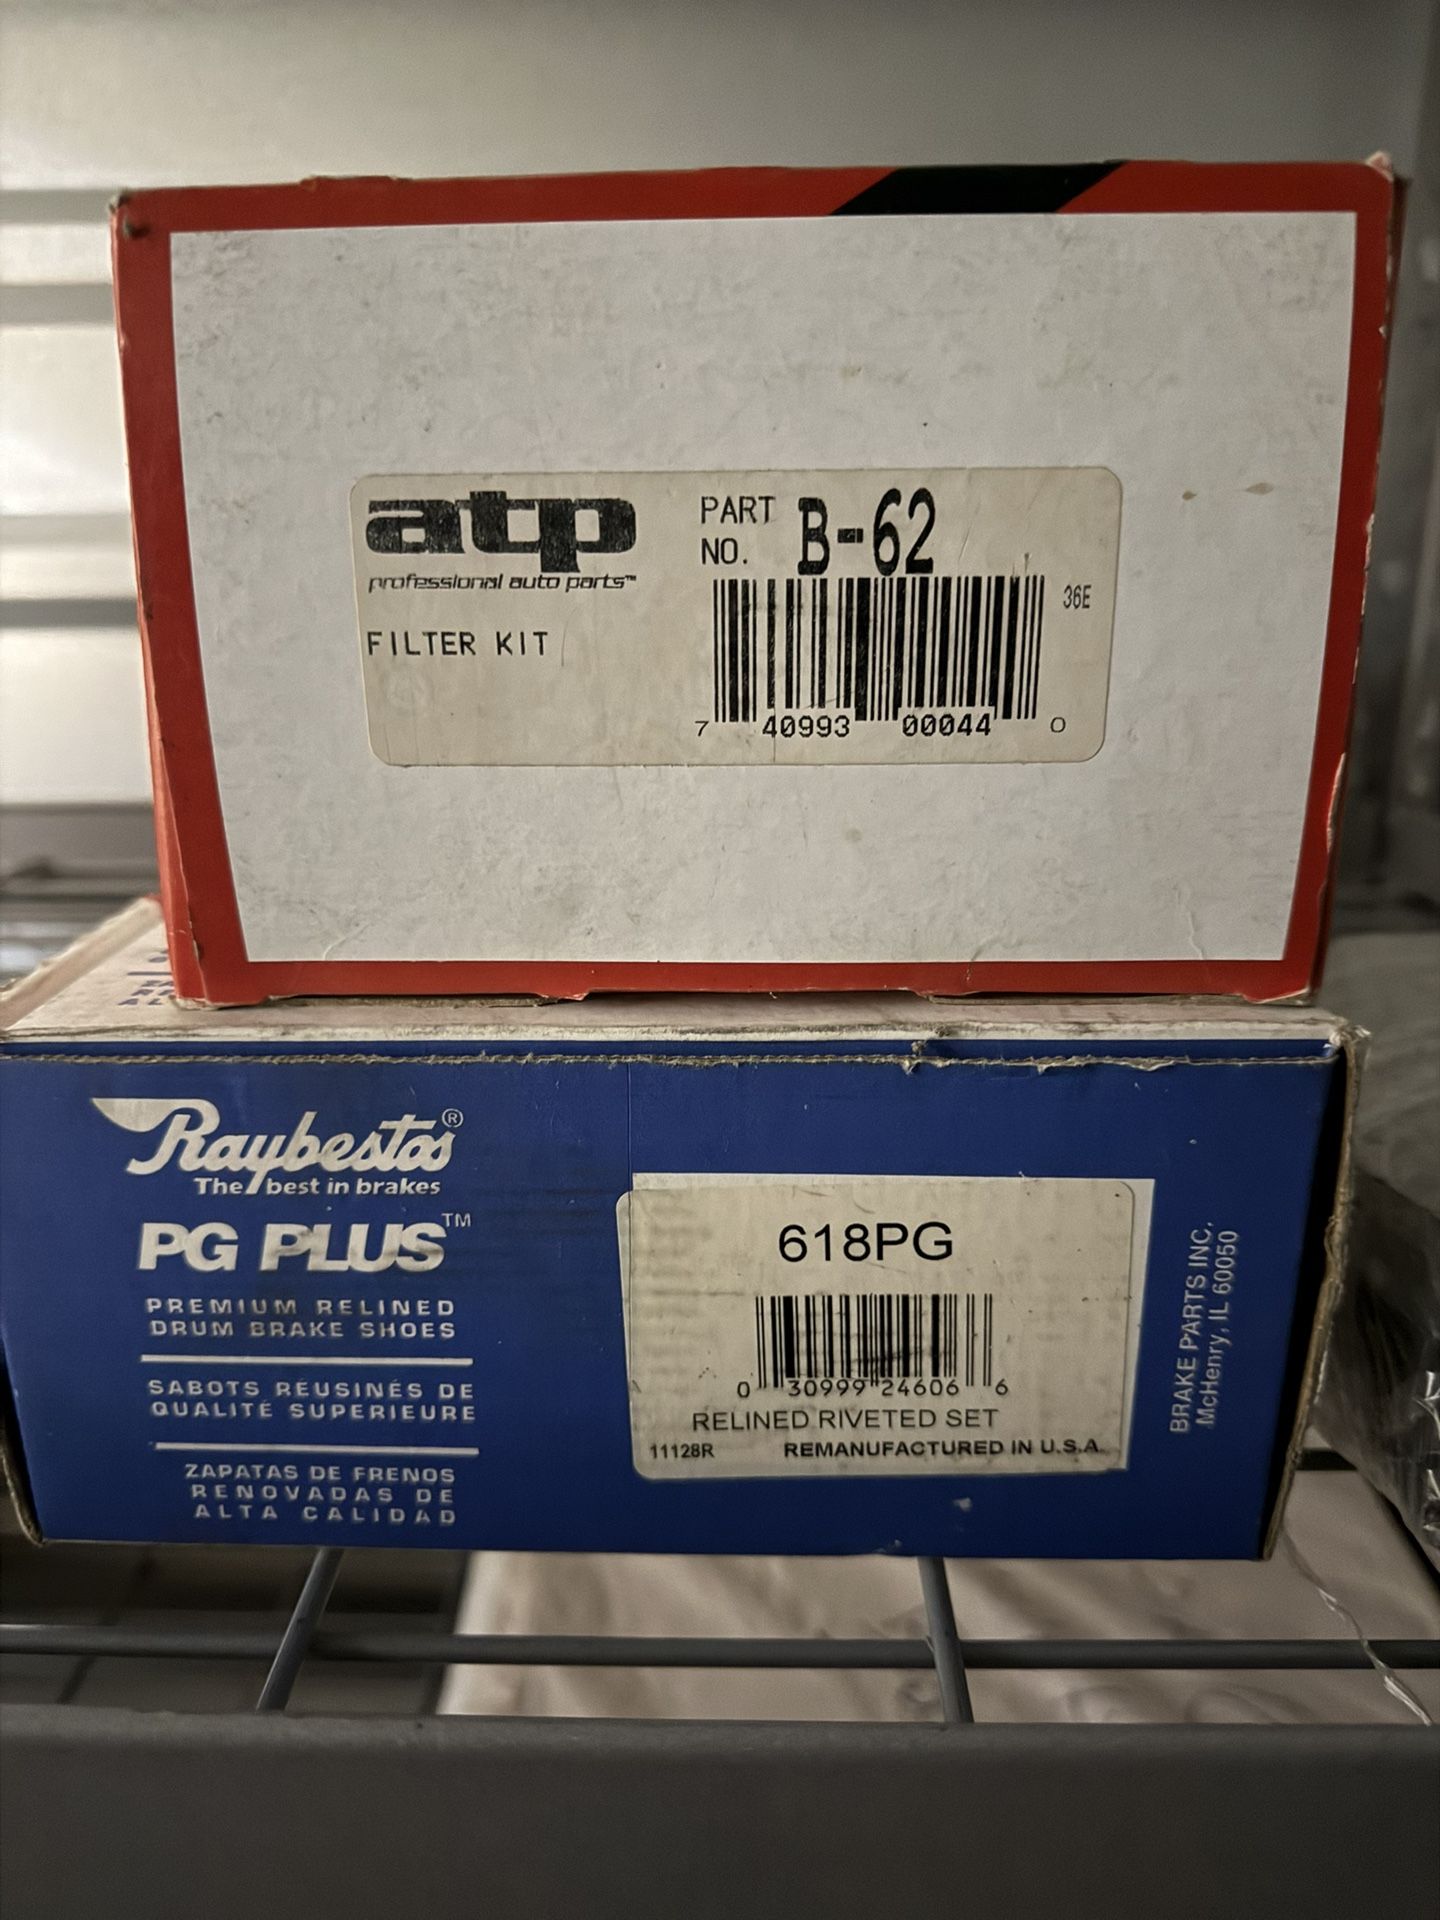 atp
professional auto parts™
FILTER KIT
PART NO. B-62
36E
7 40993 00044 0
Raybestos®
The best in brakes
PG PLUS™
PREMIUM RELINED
DRUM BRAKE SHOES
SABOTS RÉUSINÉS DE
QUALITÉ SUPERIEURE
ZAPATAS DE FRENOS
RENOVADAS DE
ALTA CALIDAD
618PG
0 30999 24606 6
RELINED RIVETED SET
11128R REMANUFACTURED IN U.S.A.
BRAKE PARTS INC.
McHenry, IL 60050